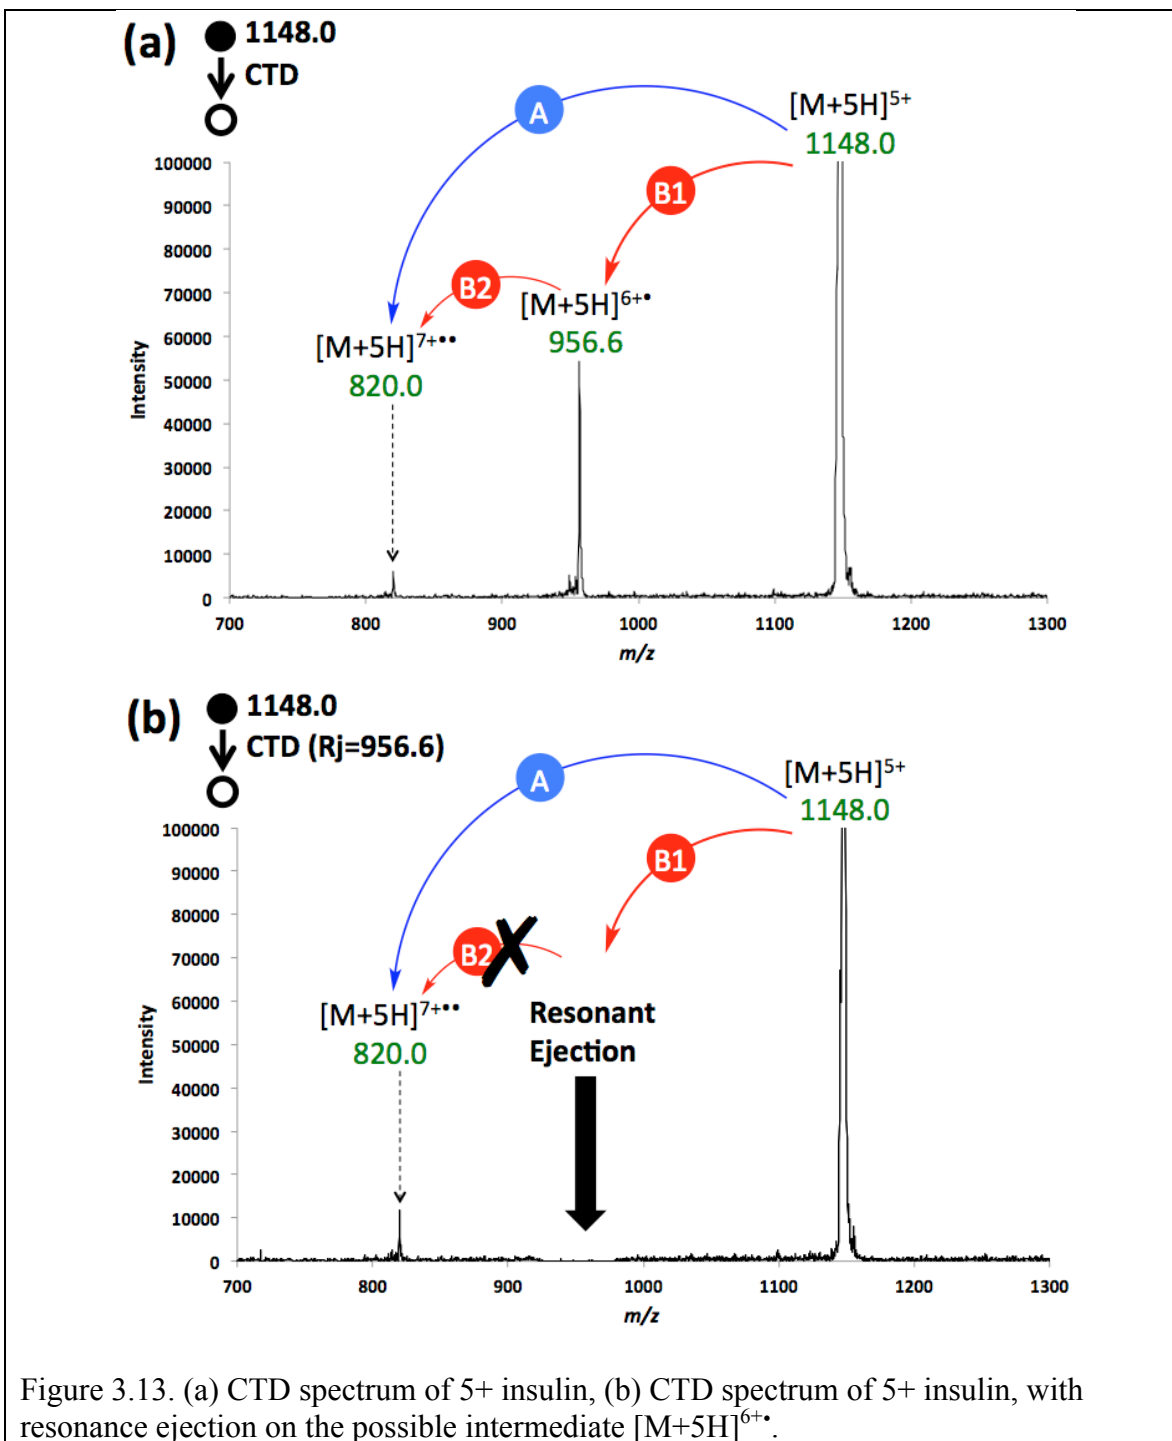 (a)
1148.0
CTD
A
[M+5H]5+
1148.0
B1
B2
[M+5H]6+•
956.6
[M+5H]7+••
820.0
100000
90000
80000
70000
60000
50000
40000
30000
20000
10000
0
Intensity
700 800 900 1000 1100 1200 1300
m/z
(b)
1148.0
CTD (Rj=956.6)
A
[M+5H]5+
1148.0
B1
B2
[M+5H]7+••
820.0
Resonant
Ejection
100000
90000
80000
70000
60000
50000
40000
30000
20000
10000
0
Intensity
700 800 900 1000 1100 1200 1300
m/z
Figure 3.13. (a) CTD spectrum of 5+ insulin, (b) CTD spectrum of 5+ insulin, with
resonance ejection on the possible intermediate [M+5H]6+•.